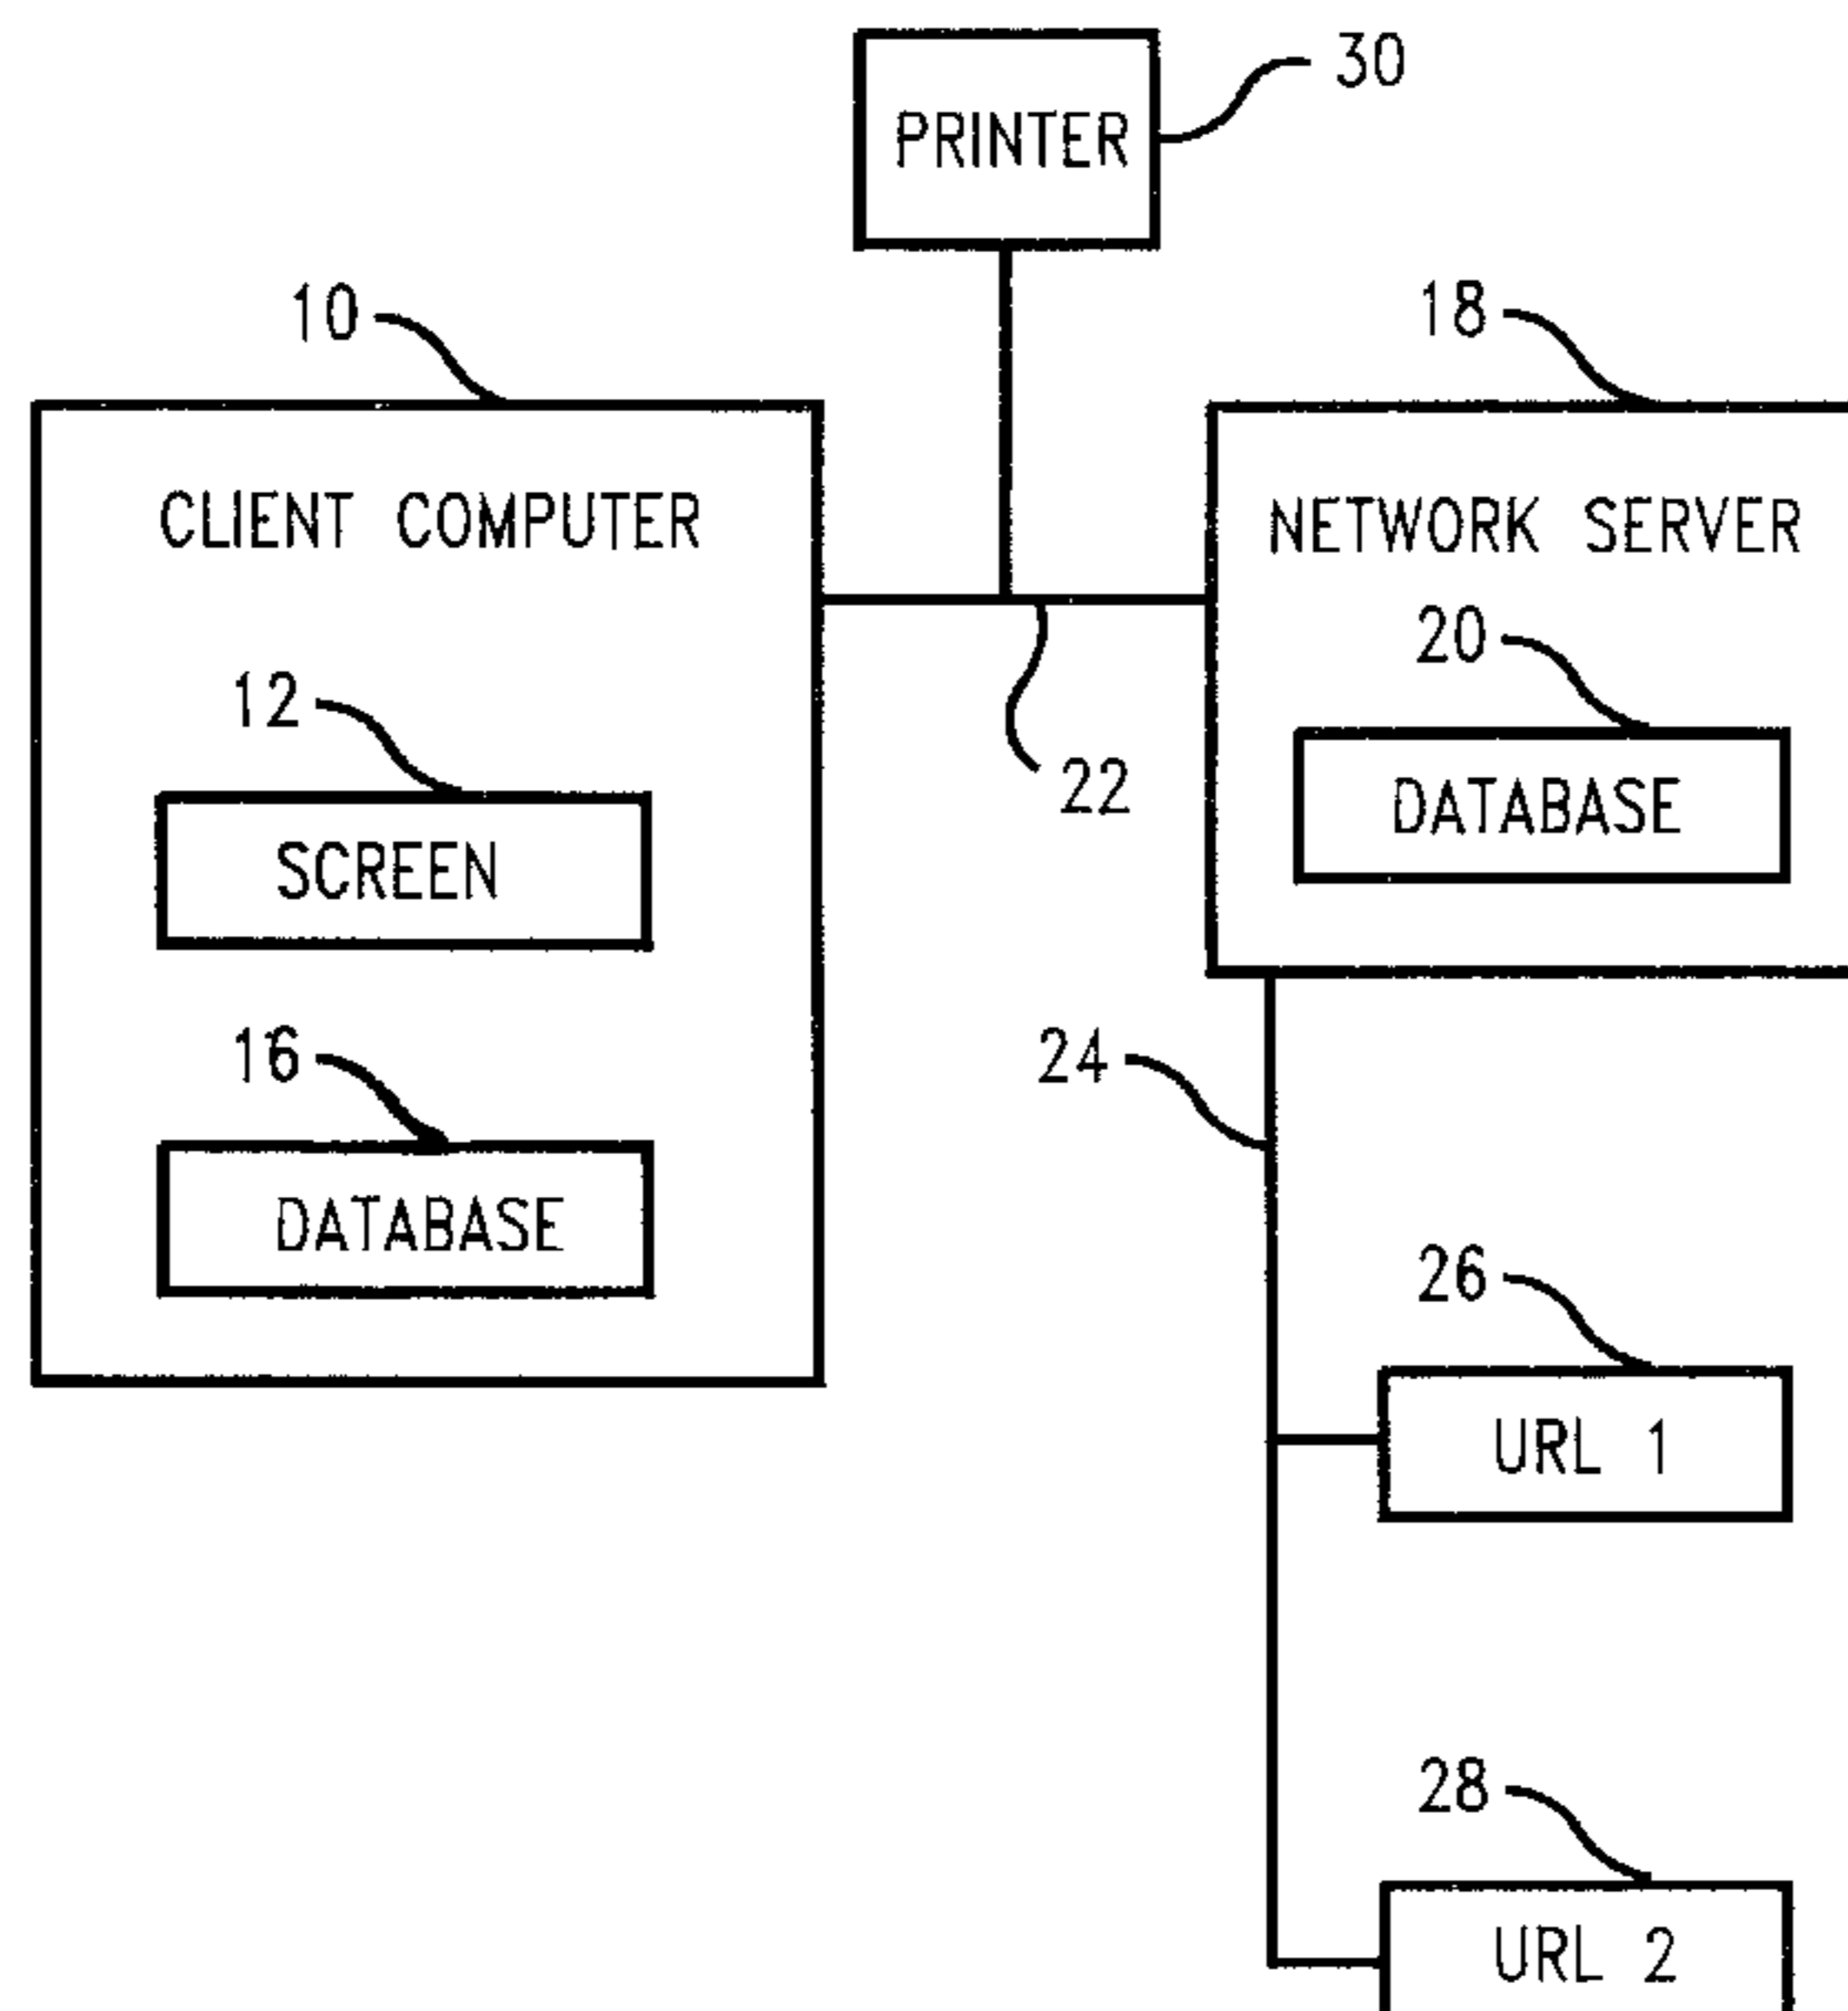 PRINTER
30
10
18
CLIENT COMPUTER
NETWORK SERVER
12
20
22
SCREEN
DATABASE
16
24
DATABASE
26
URL 1
28
URL 2